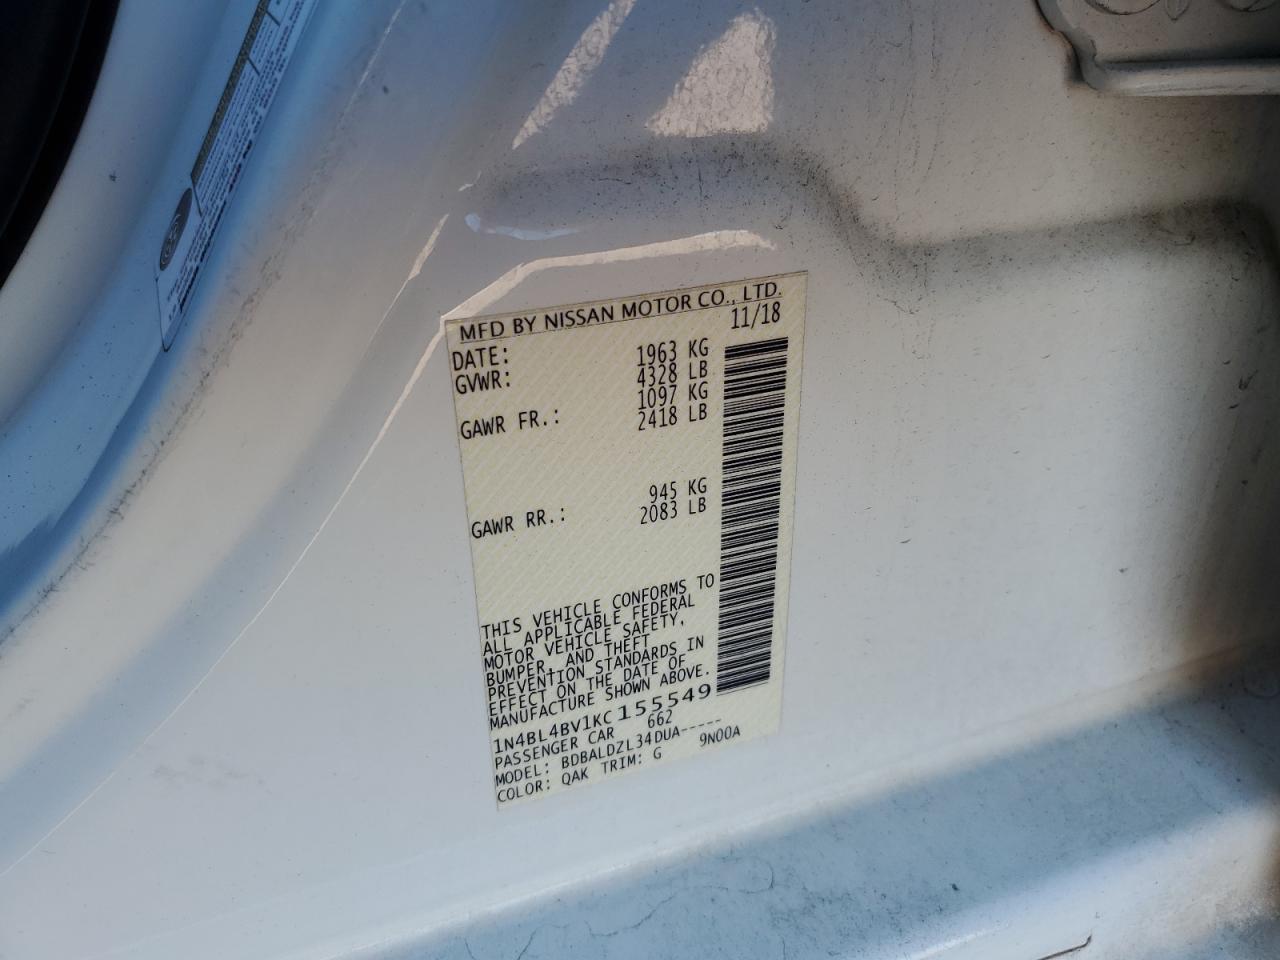 MFD BY NISSAN MOTOR CO., LTD.
DATE: 11/18
GVWR: 1963 KG
4328 LB
GAWR FR.: 1097 KG
2418 LB
GAWR RR.: 945 KG
2083 LB
THIS VEHICLE CONFORMS TO
ALL APPLICABLE FEDERAL
MOTOR VEHICLE SAFETY,
BUMPER, AND THEFT
PREVENTION STANDARDS IN
EFFECT ON THE DATE OF
MANUFACTURE SHOWN ABOVE.
1N4BL4BV1KC155549
PASSENGER CAR 662
MODEL: BDBALDZL34DUA-----
COLOR: QAK TRIM: G 9N00A